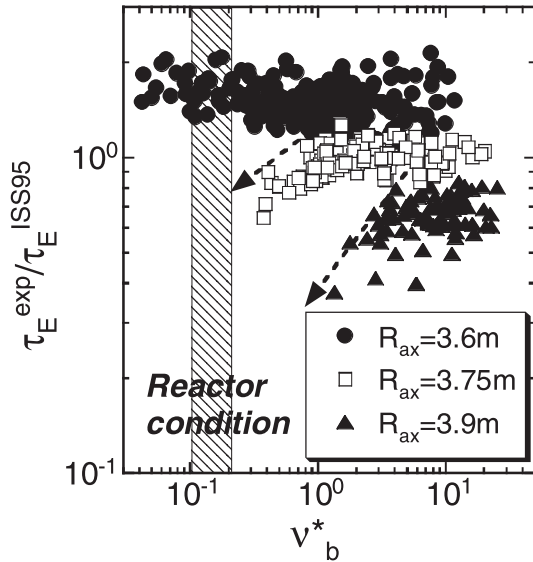 τ_E^exp/τ_E^ISS95
10^0
10^-1
Reactor
condition
R_ax=3.6m
R_ax=3.75m
R_ax=3.9m
10^-1 10^0 10^1
ν*_b